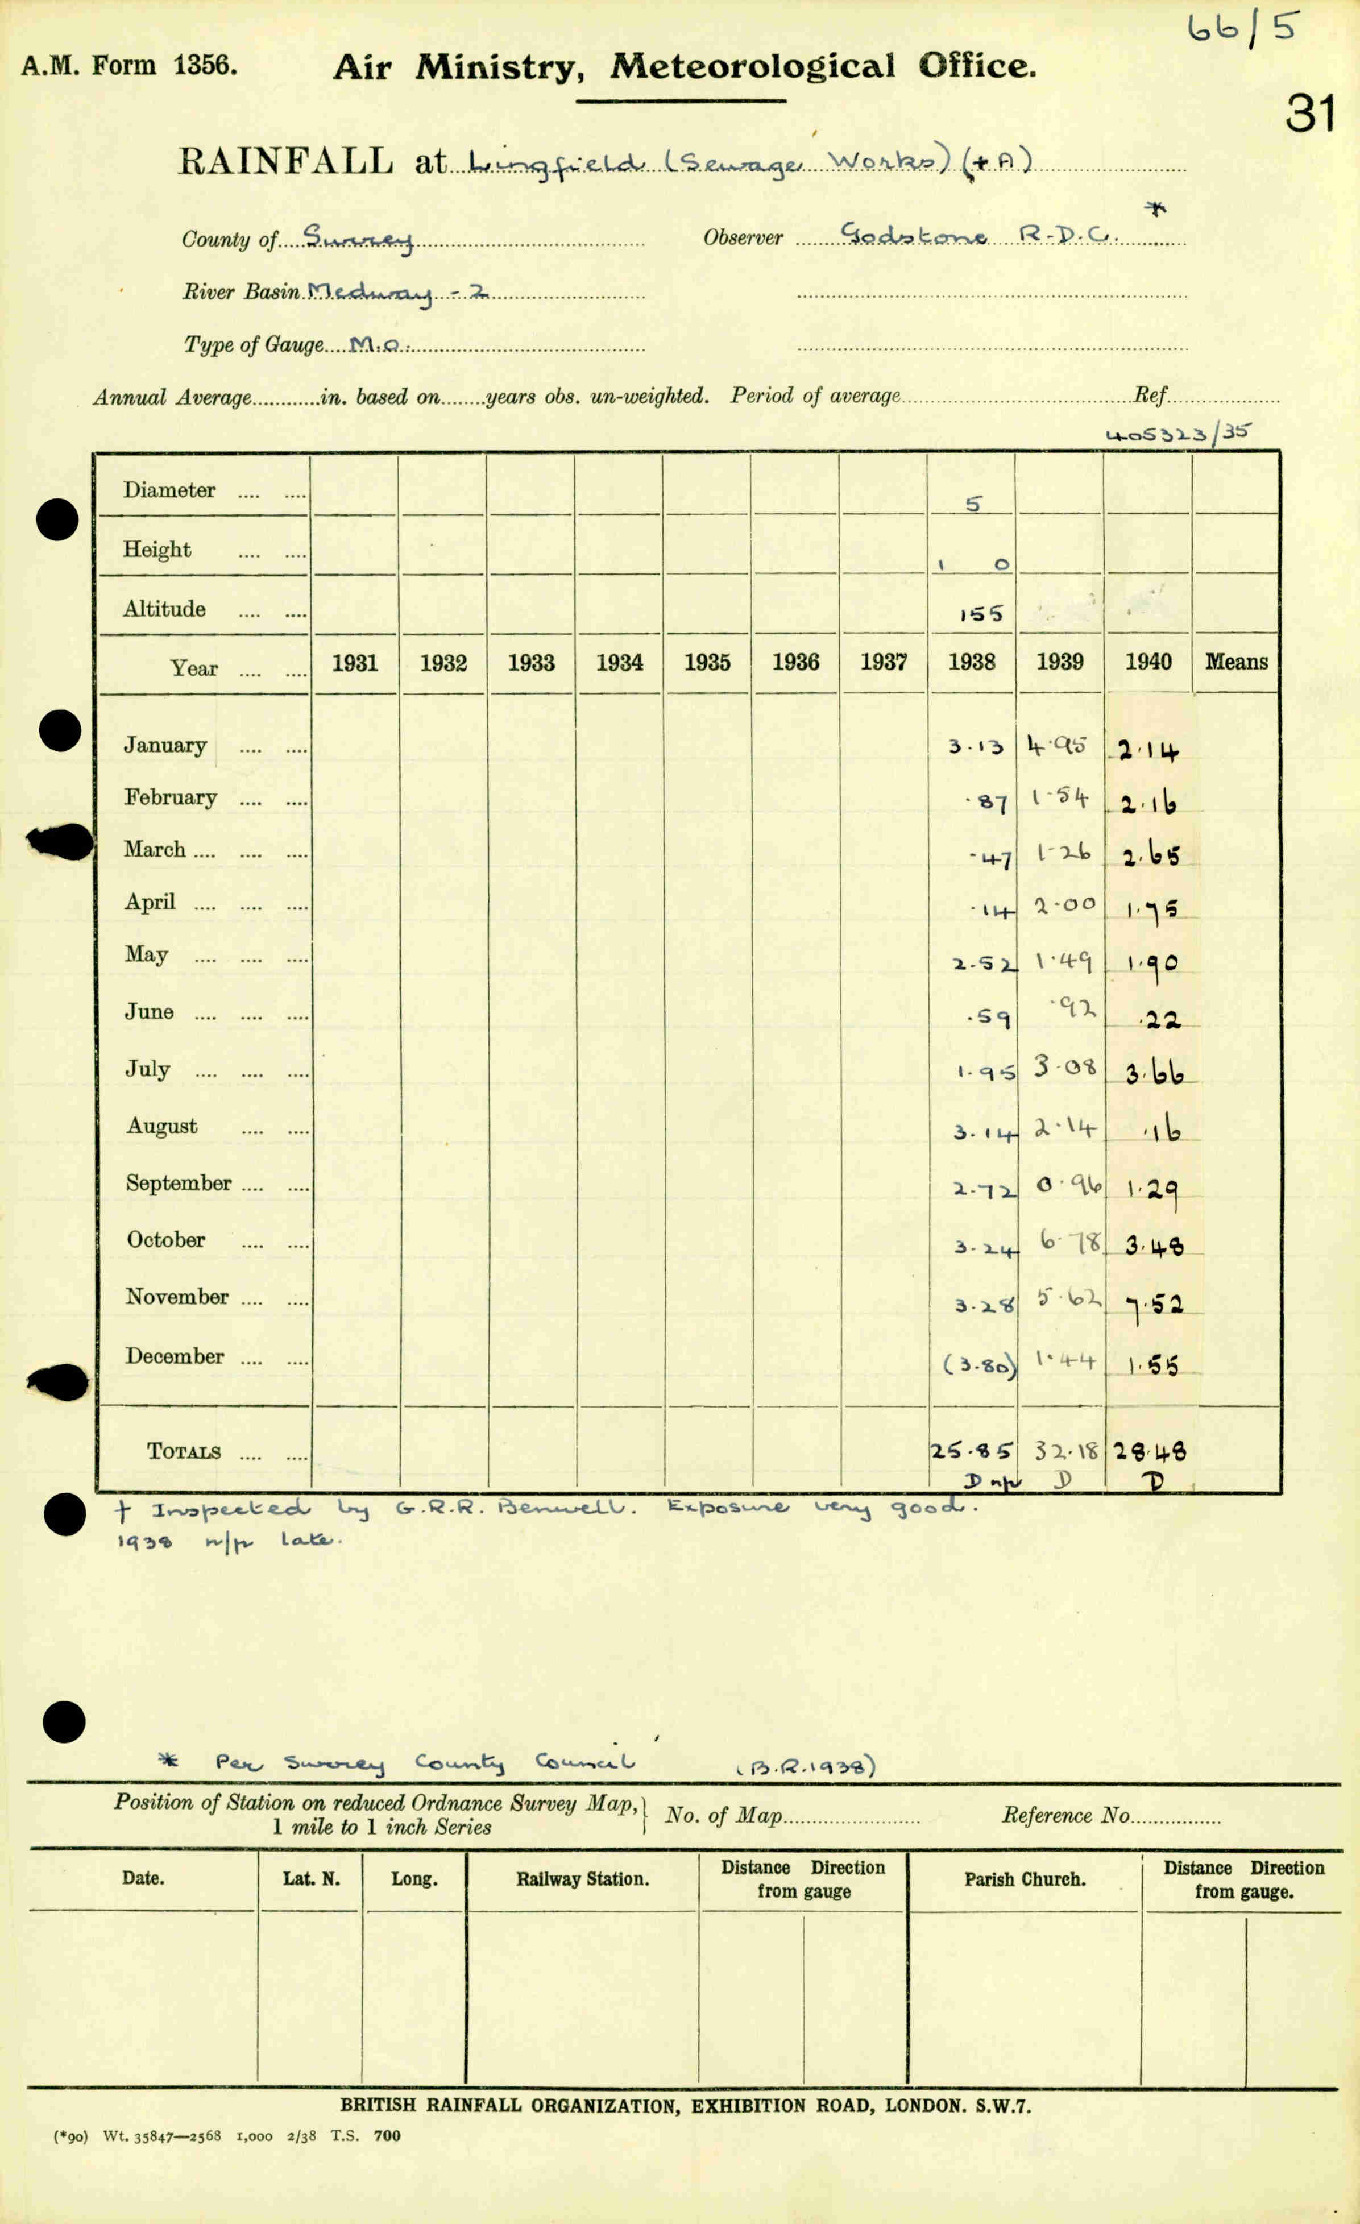 66/5
A.M. Form 1356. Air Ministry, Meteorological Office.
31
RAINFALL at Lingfield (Sewage Works) (+ A)
County of Surrey Observer Godstone R.D.C. *
River Basin Medway - 2
Type of Gauge M.O.
Annual Average............in. based on........years obs. un-weighted. Period of average.............Ref.............
405323/35
Diameter .... .... 5
Height .... .... 1 0
Altitude .... .... 155
Year .... .... 1931 1932 1933 1934 1935 1936 1937 1938 1939 1940 Means
January .... .... 3.13 4.95 2.14
February .... .... .87 1.54 2.16
March .... .... .... .47 1.26 2.65
April .... .... .... .14 2.00 1.75
May .... .... .... 2.52 1.49 1.90
June .... .... .... .59 .92 .22
July .... .... .... 1.95 3.08 3.66
August .... .... 3.14 2.14 .16
September .... .... 2.72 0.96 1.29
October .... .... 3.24 6.78 3.48
November .... .... 3.28 5.62 7.52
December .... .... (3.80) 1.44 1.55
TOTALS .... .... 25.85 32.18 28.48
D n/p D D
† Inspected by G.R.R. Benwell. Exposure very good.
1938 n/p late.
* Per Surrey County Council (B.R. 1938)
Position of Station on reduced Ordnance Survey Map, } No. of Map............ Reference No............
1 mile to 1 inch Series
Date. Lat. N. Long. Railway Station. Distance Direction from gauge Parish Church. Distance Direction from gauge.
BRITISH RAINFALL ORGANIZATION, EXHIBITION ROAD, LONDON. S.W.7.
(*90) Wt. 35847—2568 1,000 2/38 T.S. 700